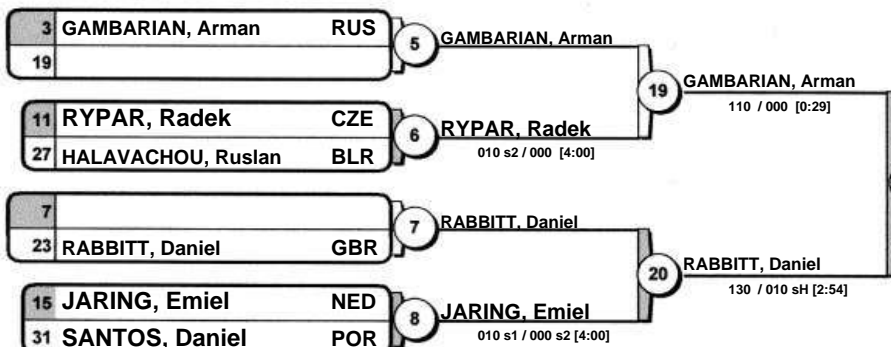 3 GAMBARIAN, Arman RUS
19
5
GAMBARIAN, Arman
11 RYPAR, Radek CZE
27 HALAVACHOU, Ruslan BLR
6
RYPAR, Radek
010 s2 / 000 [4:00]
19
GAMBARIAN, Arman
110 / 000 [0:29]
7
23 RABBITT, Daniel GBR
7
RABBITT, Daniel
15 JARING, Emiel NED
31 SANTOS, Daniel POR
8
JARING, Emiel
010 s1 / 000 s2 [4:00]
20
RABBITT, Daniel
130 / 010 sH [2:54]